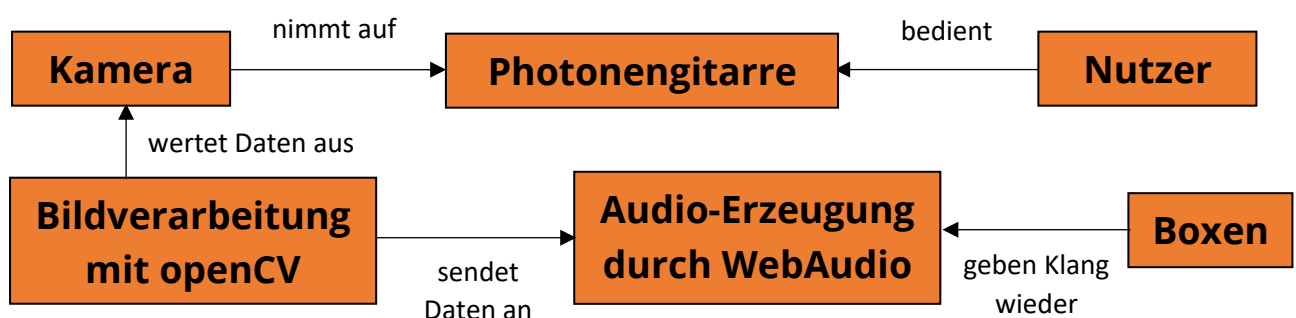 nimmt auf
bedient
Kamera
Photonengitarre
Nutzer
wertet Daten aus
Bildverarbeitung
mit openCV
sendet
Daten an
Audio-Erzeugung
durch WebAudio
geben Klang
wieder
Boxen